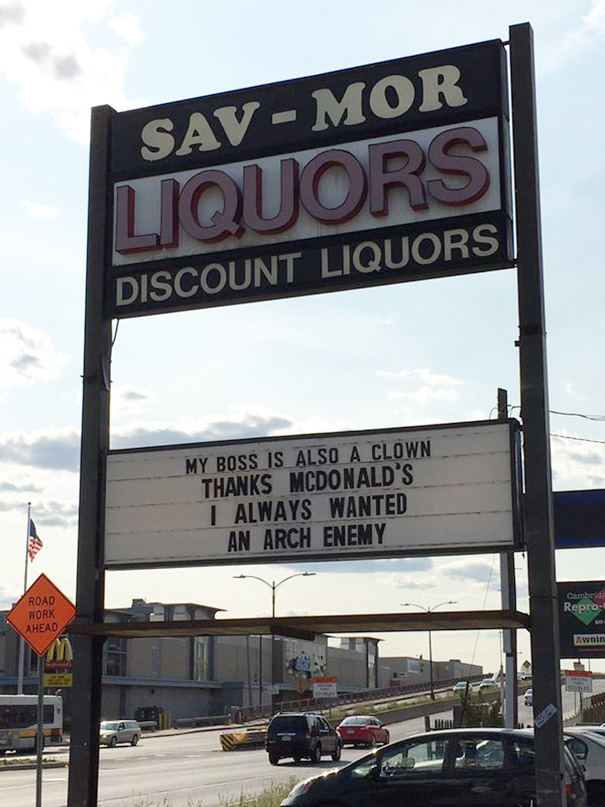 SAV-MOR
LIQUORS
DISCOUNT LIQUORS
MY BOSS IS ALSO A CLOWN
THANKS MCDONALD'S
I ALWAYS WANTED
AN ARCH ENEMY
ROAD
WORK
AHEAD